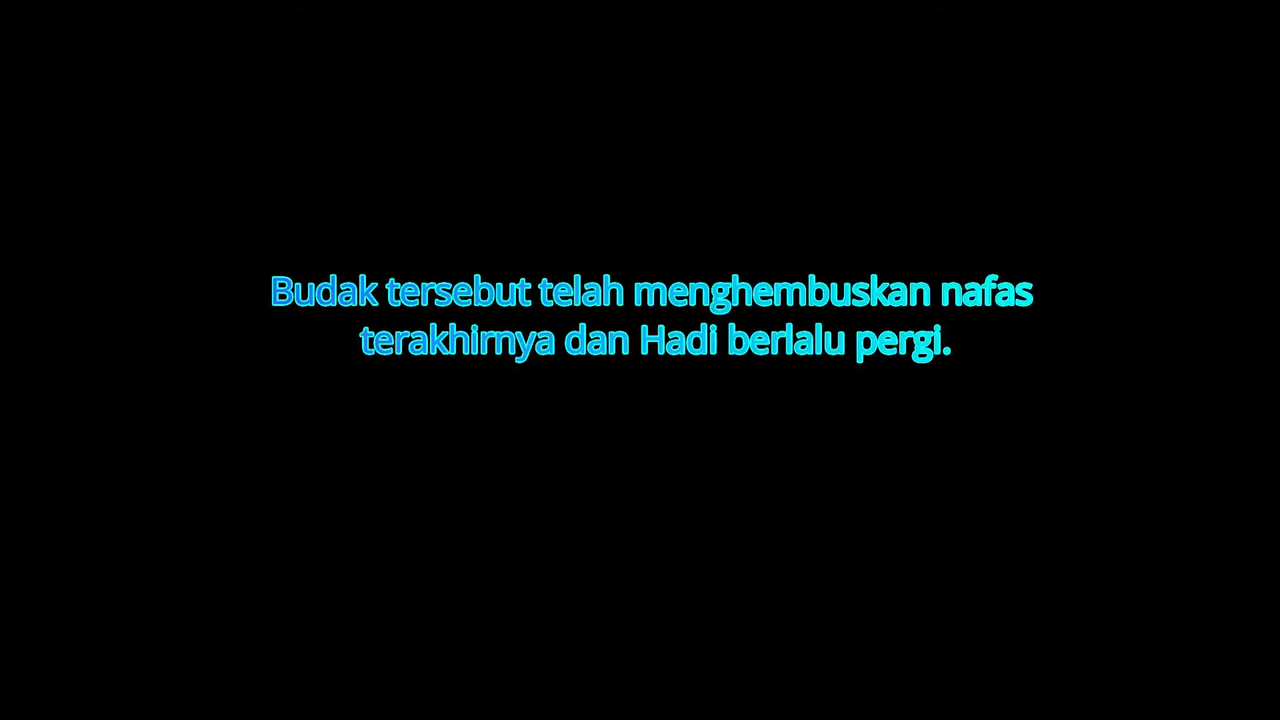 Budak tersebut telah menghembuskan nafas
terakhirnya dan Hadi berlalu pergi.